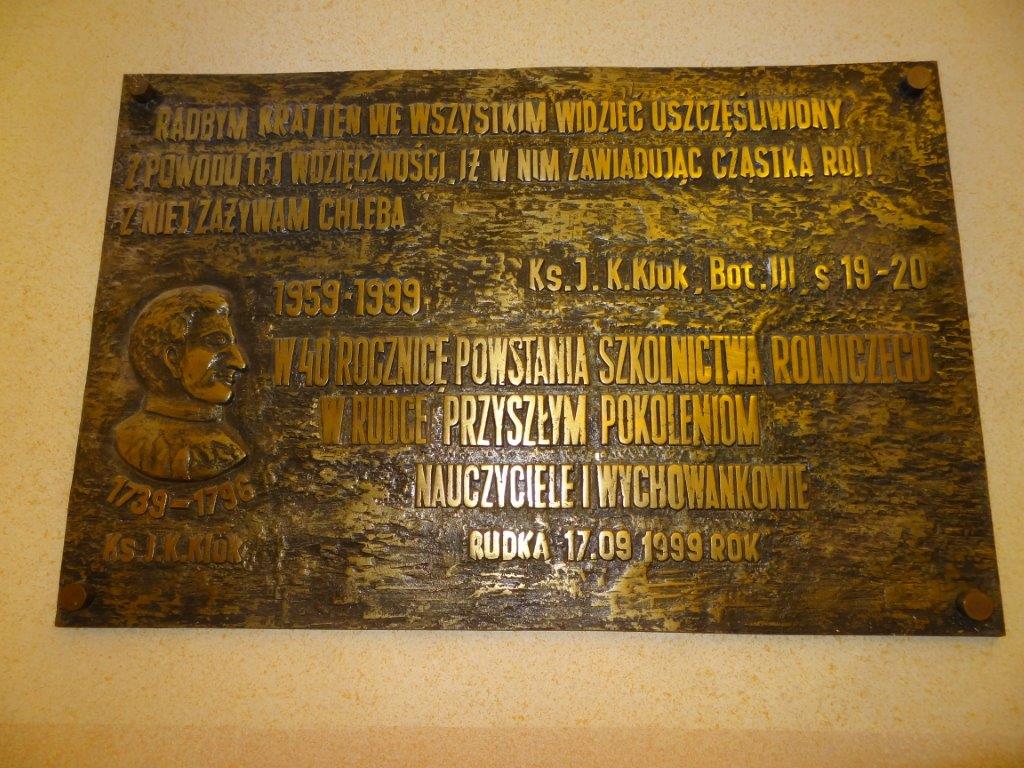 RADBYM KRAJ TEN WE WSZYSTKIM WIDZIEĆ USZCZĘŚLIWIONY
Z POWODU TEJ WDZIĘCZNOŚCI, IŻ W NIM ZAWIADUJĄC CZĄSTKĄ ROLI
Z NIEJ ZAŻYWAM CHLEBA
Ks. J. K. Kluk, Bot. III, s 19-20
1959-1999
W 40 ROCZNICĘ POWSTANIA SZKOLNICTWA ROLNICZEGO
W RUDCE PRZYSZŁYM POKOLENIOM
NAUCZYCIELE I WYCHOWANKOWIE
RUDKA 17.09 1999 ROK
1739-1796
Ks. J. K. Kluk